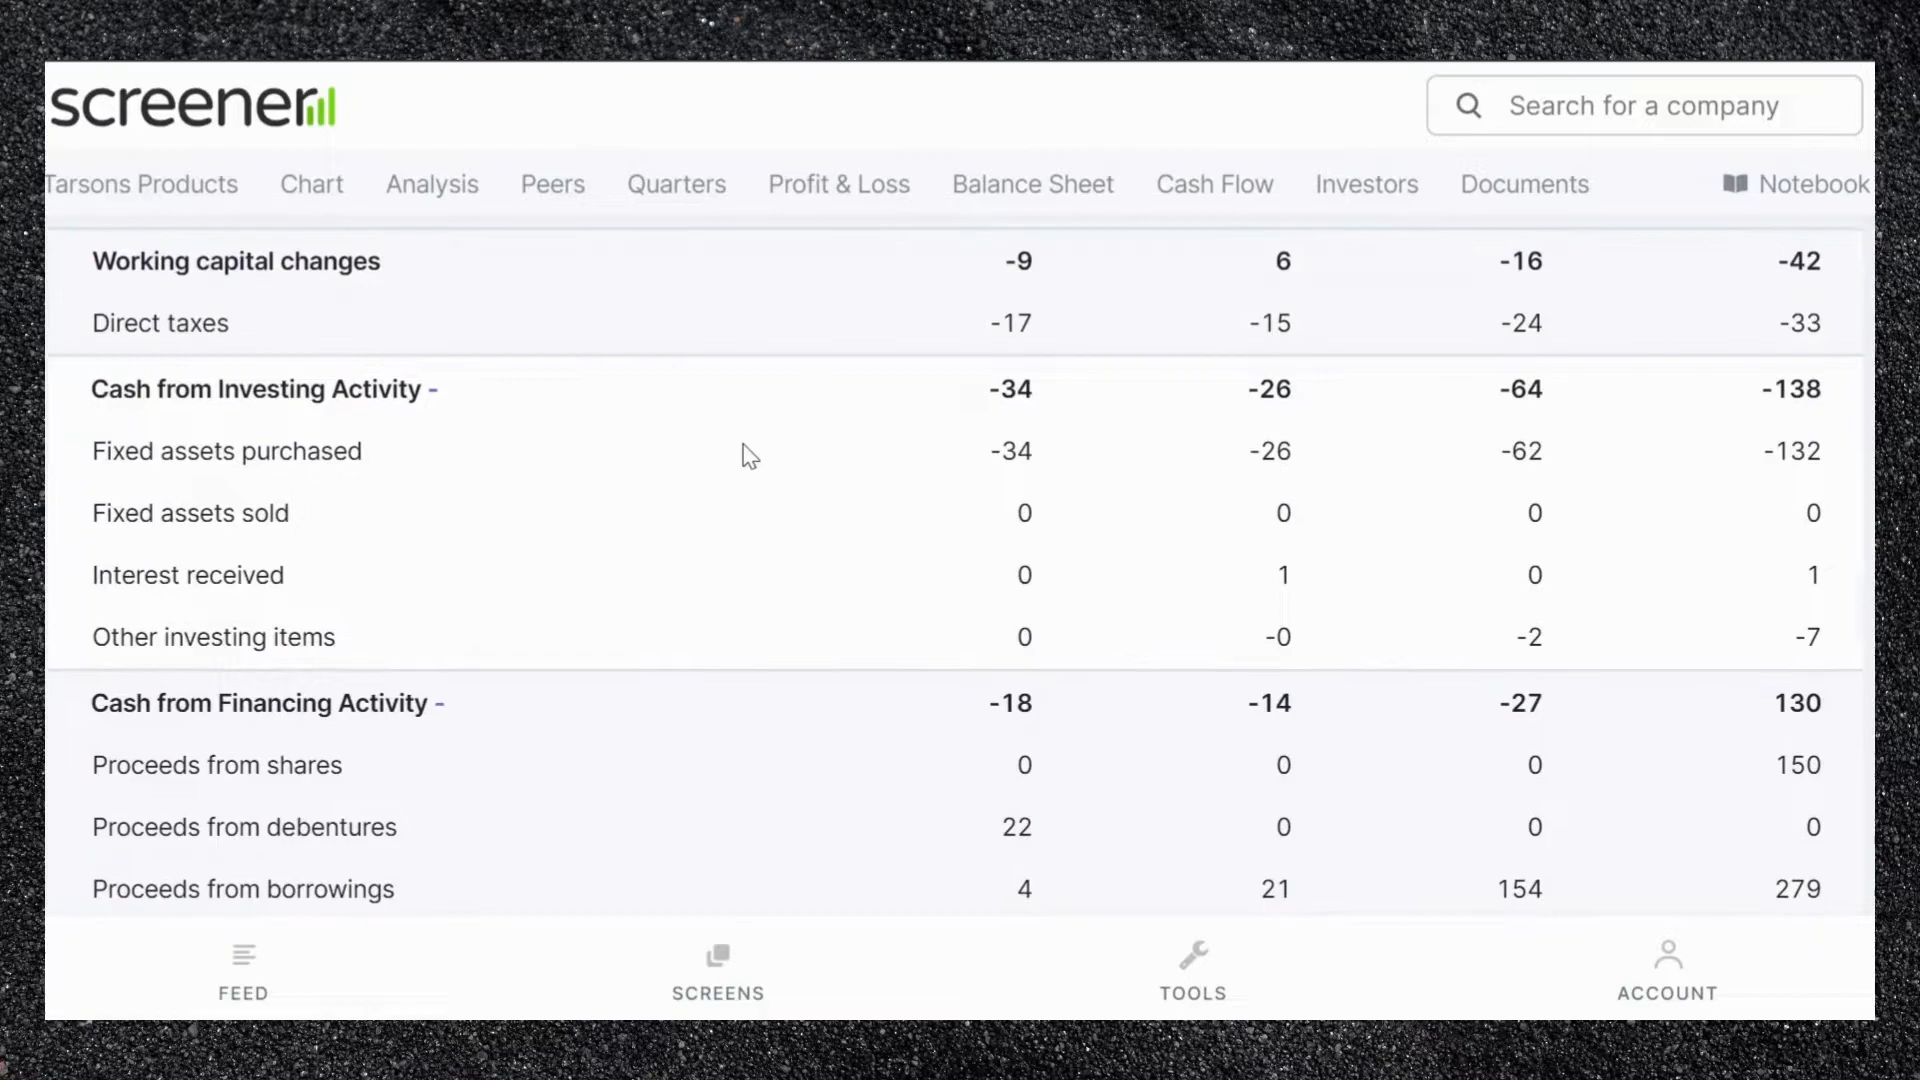 screener
Search for a company
Tarsons Products Chart Analysis Peers Quarters Profit & Loss Balance Sheet Cash Flow Investors Documents Notebook
Working capital changes -9 6 -16 -42
Direct taxes -17 -15 -24 -33
Cash from Investing Activity - -34 -26 -64 -138
Fixed assets purchased -34 -26 -62 -132
Fixed assets sold 0 0 0 0
Interest received 0 1 0 1
Other investing items 0 -0 -2 -7
Cash from Financing Activity - -18 -14 -27 130
Proceeds from shares 0 0 0 150
Proceeds from debentures 22 0 0 0
Proceeds from borrowings 4 21 154 279
FEED SCREENS TOOLS ACCOUNT